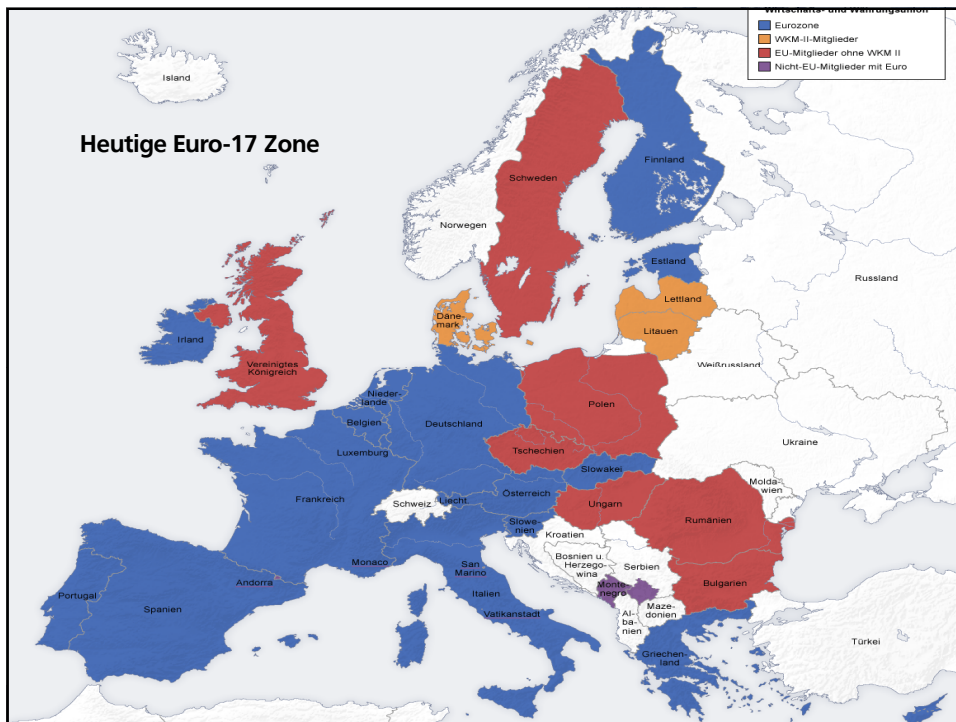 Wirtschafts- und Währungsunion
Eurozone
WKM-II-Mitglieder
EU-Mitglieder ohne WKM II
Nicht-EU-Mitglieder mit Euro
Island
Heutige Euro-17 Zone
Finnland
Schweden
Norwegen
Estland
Russland
Lettland
Däne-
mark
Litauen
Irland
Vereinigtes
Königreich
Weißrussland
Nieder-
lande
Polen
Belgien
Deutschland
Ukraine
Luxemburg
Tschechien
Slowakei
Molda-
wien
Frankreich
Schweiz
Liecht.
Österreich
Ungarn
Rumänien
Slowe-
nien
Kroatien
Monaco
San
Marino
Bosnien u.
Herzego-
wina
Serbien
Andorra
Bulgarien
Portugal
Spanien
Italien
Monte-
negro
Vatikanstadt
Al-
ba-
nien
Maze-
donien
Türkei
Griechen
land